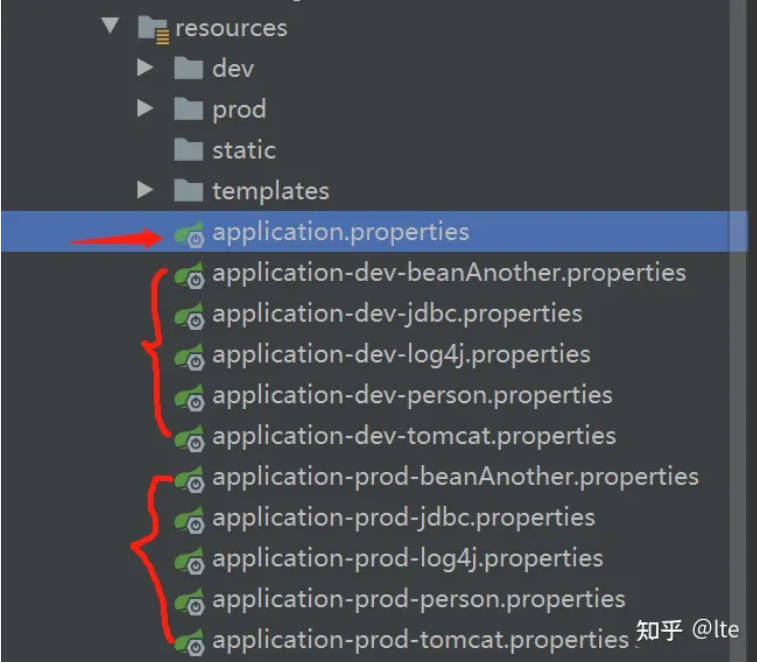 resources
dev
prod
static
templates
application.properties
application-dev-beanAnother.properties
application-dev-jdbc.properties
application-dev-log4j.properties
application-dev-person.properties
application-dev-tomcat.properties
application-prod-beanAnother.properties
application-prod-jdbc.properties
application-prod-log4j.properties
application-prod-person.properties
application-prod-tomcat.properties
知乎 @lte